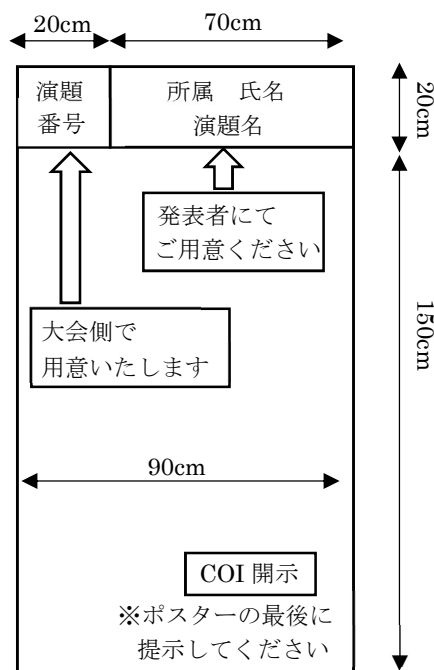 20cm
70cm
演題
番号
所属　氏名
演題名
20cm
発表者にて
ご用意ください
大会側で
用意いたします
150cm
90cm
COI 開示
※ポスターの最後に
提示してください